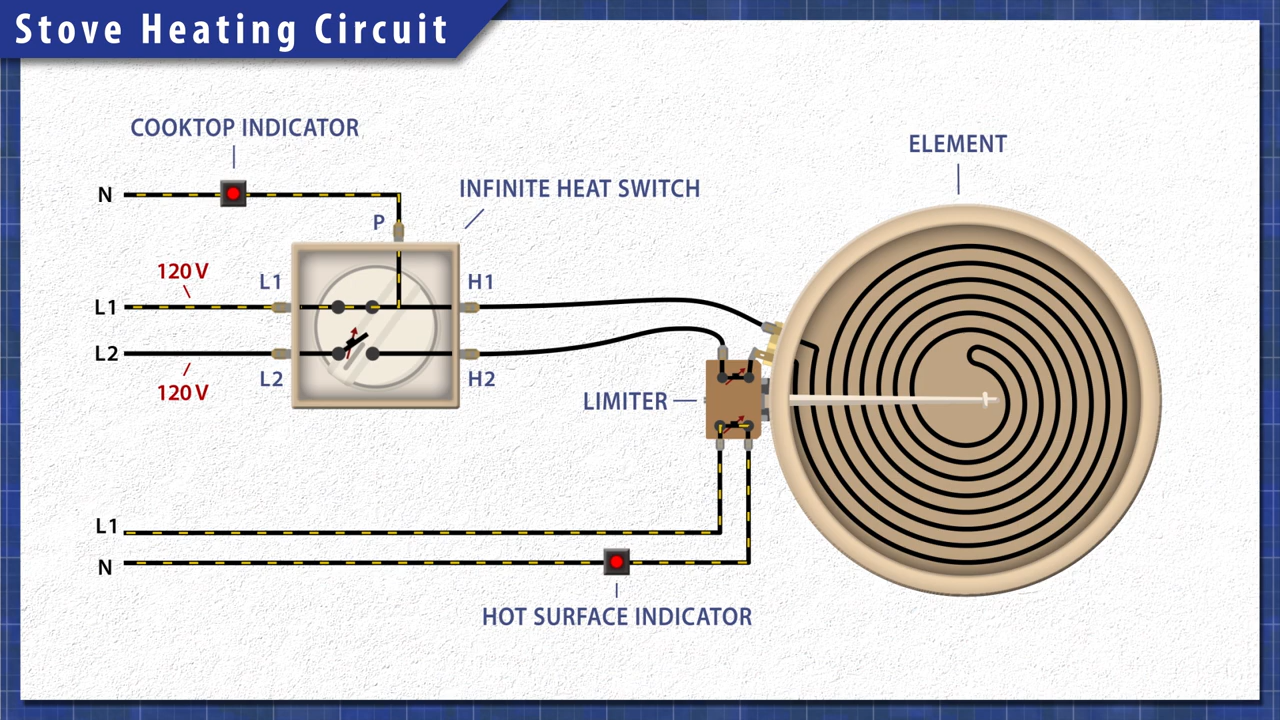 Stove Heating Circuit
COOKTOP INDICATOR
ELEMENT
N
INFINITE HEAT SWITCH
P
120 V
L1
H1
L1
L2
120 V
L2
H2
LIMITER
L1
N
HOT SURFACE INDICATOR